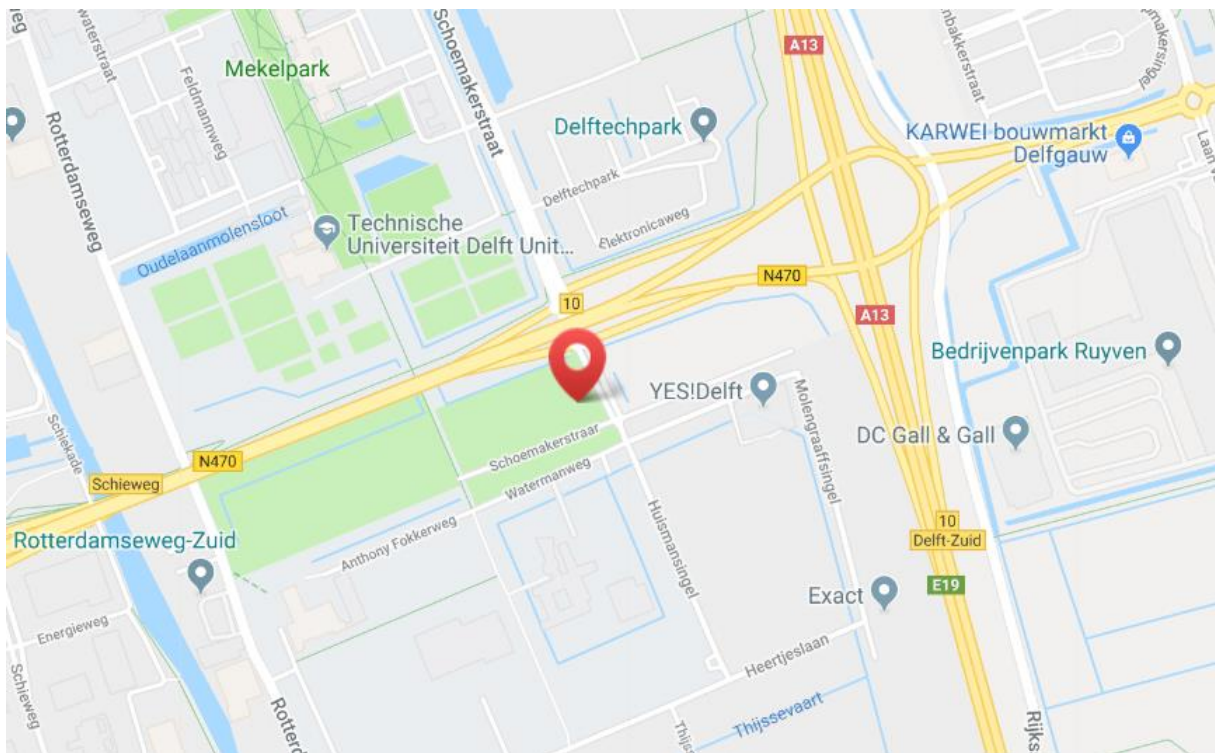 waterstraat
Mekelpark
Schoemakerstraat
A13
Feldmannweg
Rotterdamseweg
Delftechpark
KARWEI bouwmarkt
Delfgauw
Delftechpark
Technische
Universiteit Delft Unit...
Oudelaanmolensloot
Elektronicaweg
N470
10
A13
Bedrijvenpark Ruyven
YES!Delft
Molengraaffsingel
DC Gall & Gall
Schoemakerstraar
Schiekade
N470
Schieweg
Watermanweg
Huismansingel
10
Delft-Zuid
Rotterdamseweg-Zuid
Anthony Fokkerweg
E19
Exact
Energieweg
Heertjeslaan
Schieweg
Thijssevaart